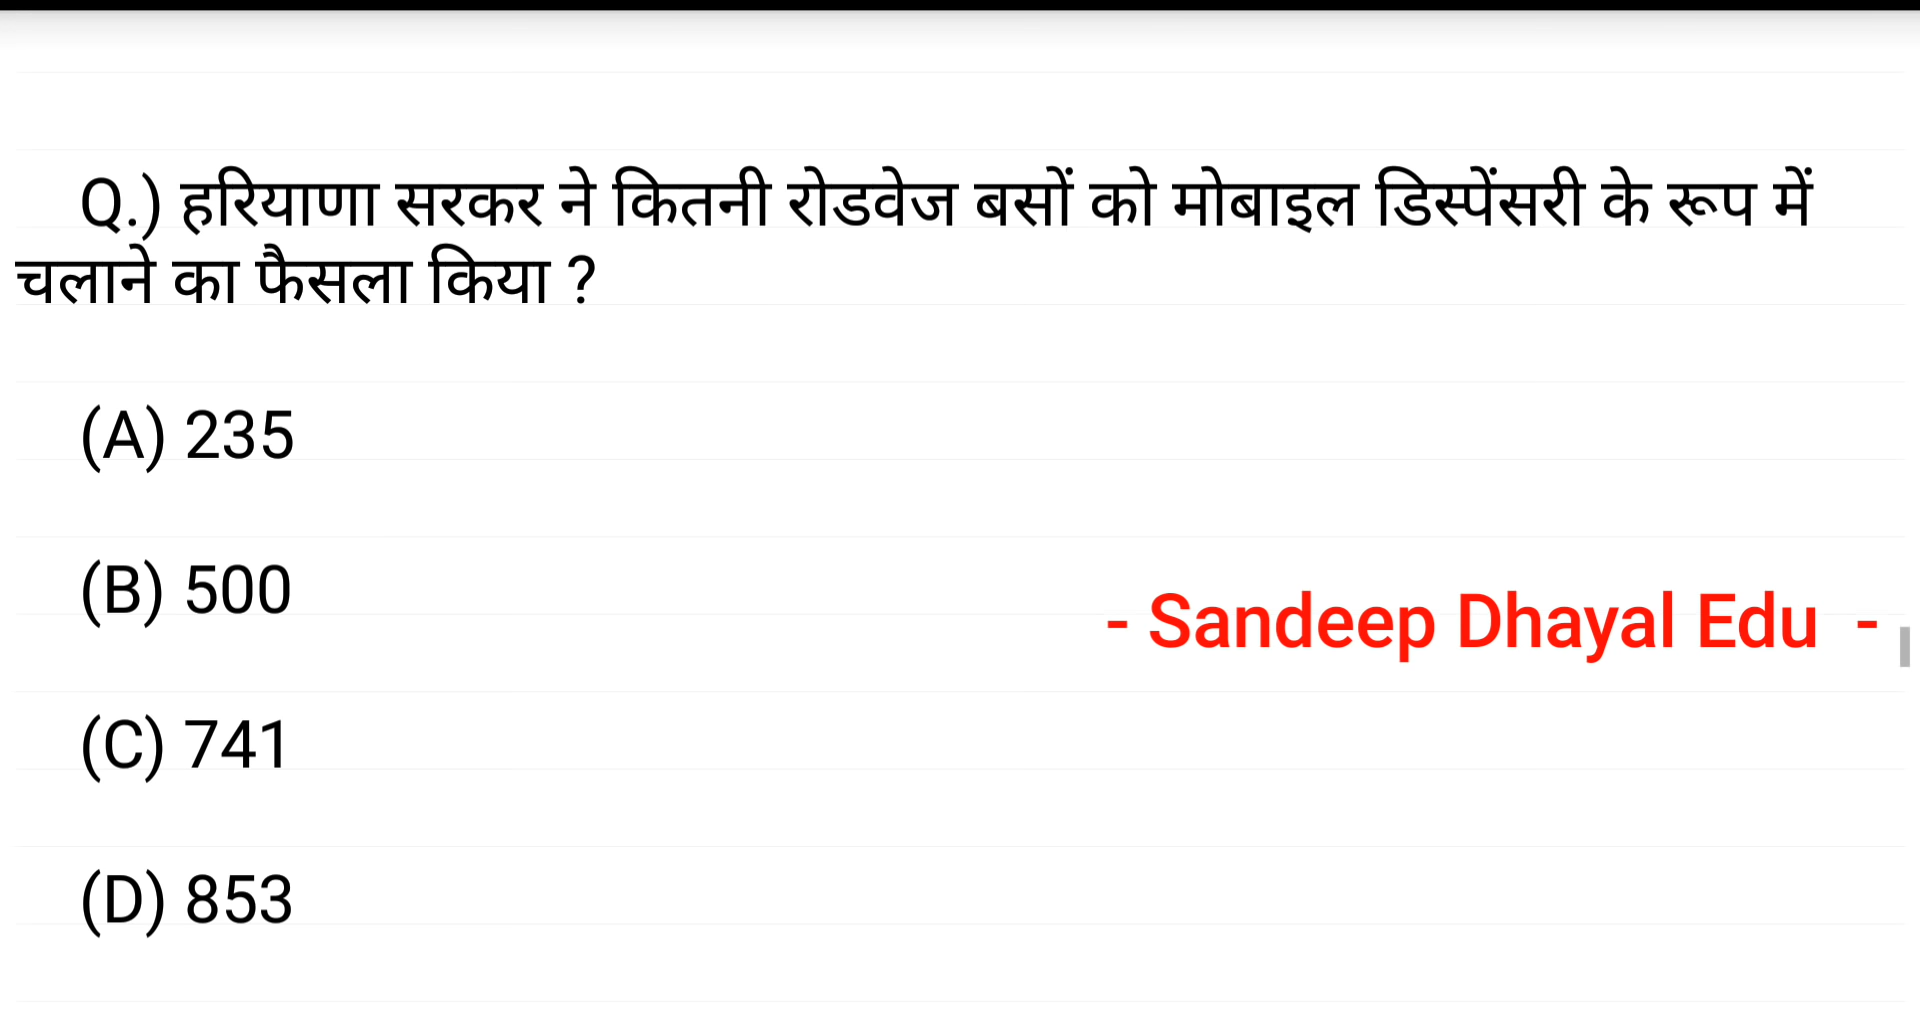 Q.) हरियाणा सरकर ने कितनी रोडवेज बसों को मोबाइल डिस्पेंसरी के रूप में
चलाने का फैसला किया ?
(A) 235
(B) 500
- Sandeep Dhayal Edu -
(C) 741
(D) 853